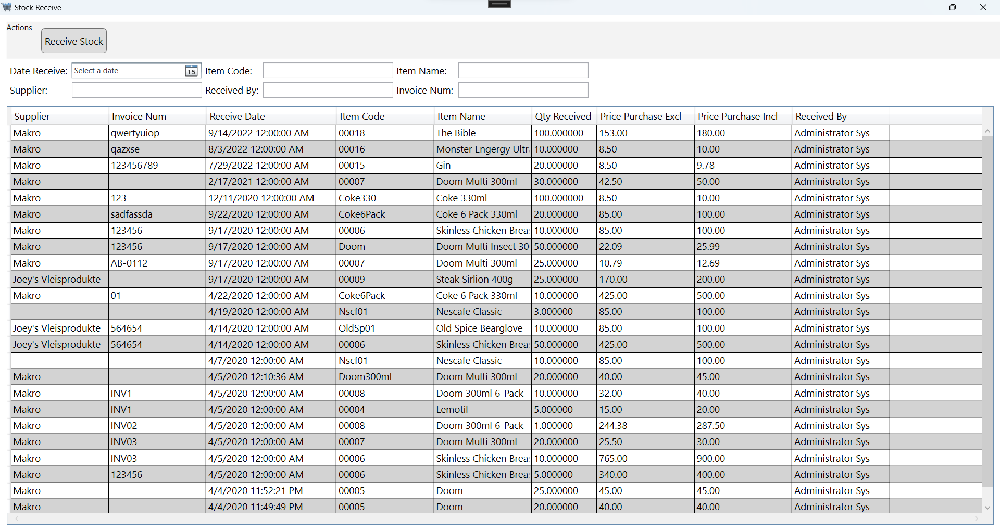 Stock Receive
Actions
Receive Stock
Date Receive: Select a date 15 Item Code: Item Name:
Supplier: Received By: Invoice Num:
Supplier Invoice Num Receive Date Item Code Item Name Qty Received Price Purchase Excl Price Purchase Incl Received By
Makro qwertyuiop 9/14/2022 12:00:00 AM 00018 The Bible 100.000000 153.00 180.00 Administrator Sys
Makro qazxse 8/3/2022 12:00:00 AM 00016 Monster Engergy Ultr 10.000000 8.50 10.00 Administrator Sys
Makro 123456789 7/29/2022 12:00:00 AM 00015 Gin 20.000000 8.50 9.78 Administrator Sys
Makro 2/17/2021 12:00:00 AM 00007 Doom Multi 300ml 30.000000 42.50 50.00 Administrator Sys
Makro 123 12/11/2020 12:00:00 AM Coke330 Coke 330ml 100.000000 8.50 10.00 Administrator Sys
Makro sadfassda 9/22/2020 12:00:00 AM Coke6Pack Coke 6 Pack 330ml 20.000000 85.00 100.00 Administrator Sys
Makro 123456 9/17/2020 12:00:00 AM 00006 Skinless Chicken Brea 10.000000 85.00 100.00 Administrator Sys
Makro 123456 9/17/2020 12:00:00 AM Doom Doom Multi Insect 30 50.000000 22.09 25.99 Administrator Sys
Makro AB-0112 9/17/2020 12:00:00 AM 00007 Doom Multi 300ml 25.000000 10.79 12.69 Administrator Sys
Joey's Vleisprodukte 9/17/2020 12:00:00 AM 00009 Steak Sirlion 400g 25.000000 170.00 200.00 Administrator Sys
Makro 01 4/22/2020 12:00:00 AM Coke6Pack Coke 6 Pack 330ml 10.000000 425.00 500.00 Administrator Sys
4/19/2020 12:00:00 AM Nscf01 Nescafe Classic 3.000000 85.00 100.00 Administrator Sys
Joey's Vleisprodukte 564654 4/14/2020 12:00:00 AM OldSp01 Old Spice Bearglove 10.000000 85.00 100.00 Administrator Sys
Joey's Vleisprodukte 564654 4/14/2020 12:00:00 AM 00006 Skinless Chicken Brea 50.000000 425.00 500.00 Administrator Sys
4/7/2020 12:00:00 AM Nscf01 Nescafe Classic 10.000000 85.00 100.00 Administrator Sys
Makro 4/5/2020 12:10:36 AM Doom300ml Doom Multi 300ml 20.000000 40.00 45.00 Administrator Sys
Makro INV1 4/5/2020 12:00:00 AM 00008 Doom 300ml 6-Pack 10.000000 32.00 40.00 Administrator Sys
Makro INV1 4/5/2020 12:00:00 AM 00004 Lemotil 5.000000 15.00 20.00 Administrator Sys
Makro INV02 4/5/2020 12:00:00 AM 00008 Doom 300ml 6-Pack 1.000000 244.38 287.50 Administrator Sys
Makro INV03 4/5/2020 12:00:00 AM 00007 Doom Multi 300ml 20.000000 25.50 30.00 Administrator Sys
Makro INV03 4/5/2020 12:00:00 AM 00006 Skinless Chicken Brea 10.000000 765.00 900.00 Administrator Sys
Makro 123456 4/5/2020 12:00:00 AM 00006 Skinless Chicken Brea 5.000000 340.00 400.00 Administrator Sys
Makro 4/4/2020 11:52:21 PM 00005 Doom 25.000000 45.00 45.00 Administrator Sys
Makro 4/4/2020 11:49:49 PM 00005 Doom 20.000000 40.00 40.00 Administrator Sys